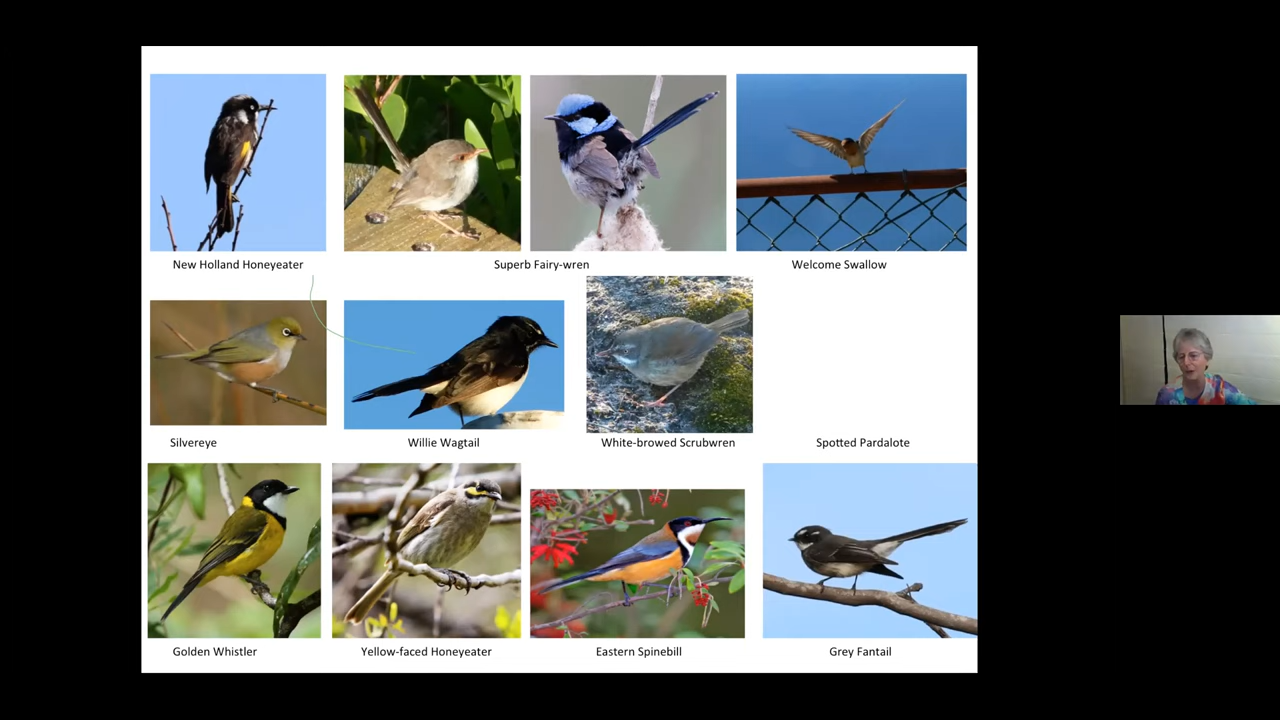 New Holland Honeyeater
Superb Fairy-wren
Welcome Swallow
Silvereye
Willie Wagtail
White-browed Scrubwren
Spotted Pardalote
Golden Whistler
Yellow-faced Honeyeater
Eastern Spinebill
Grey Fantail